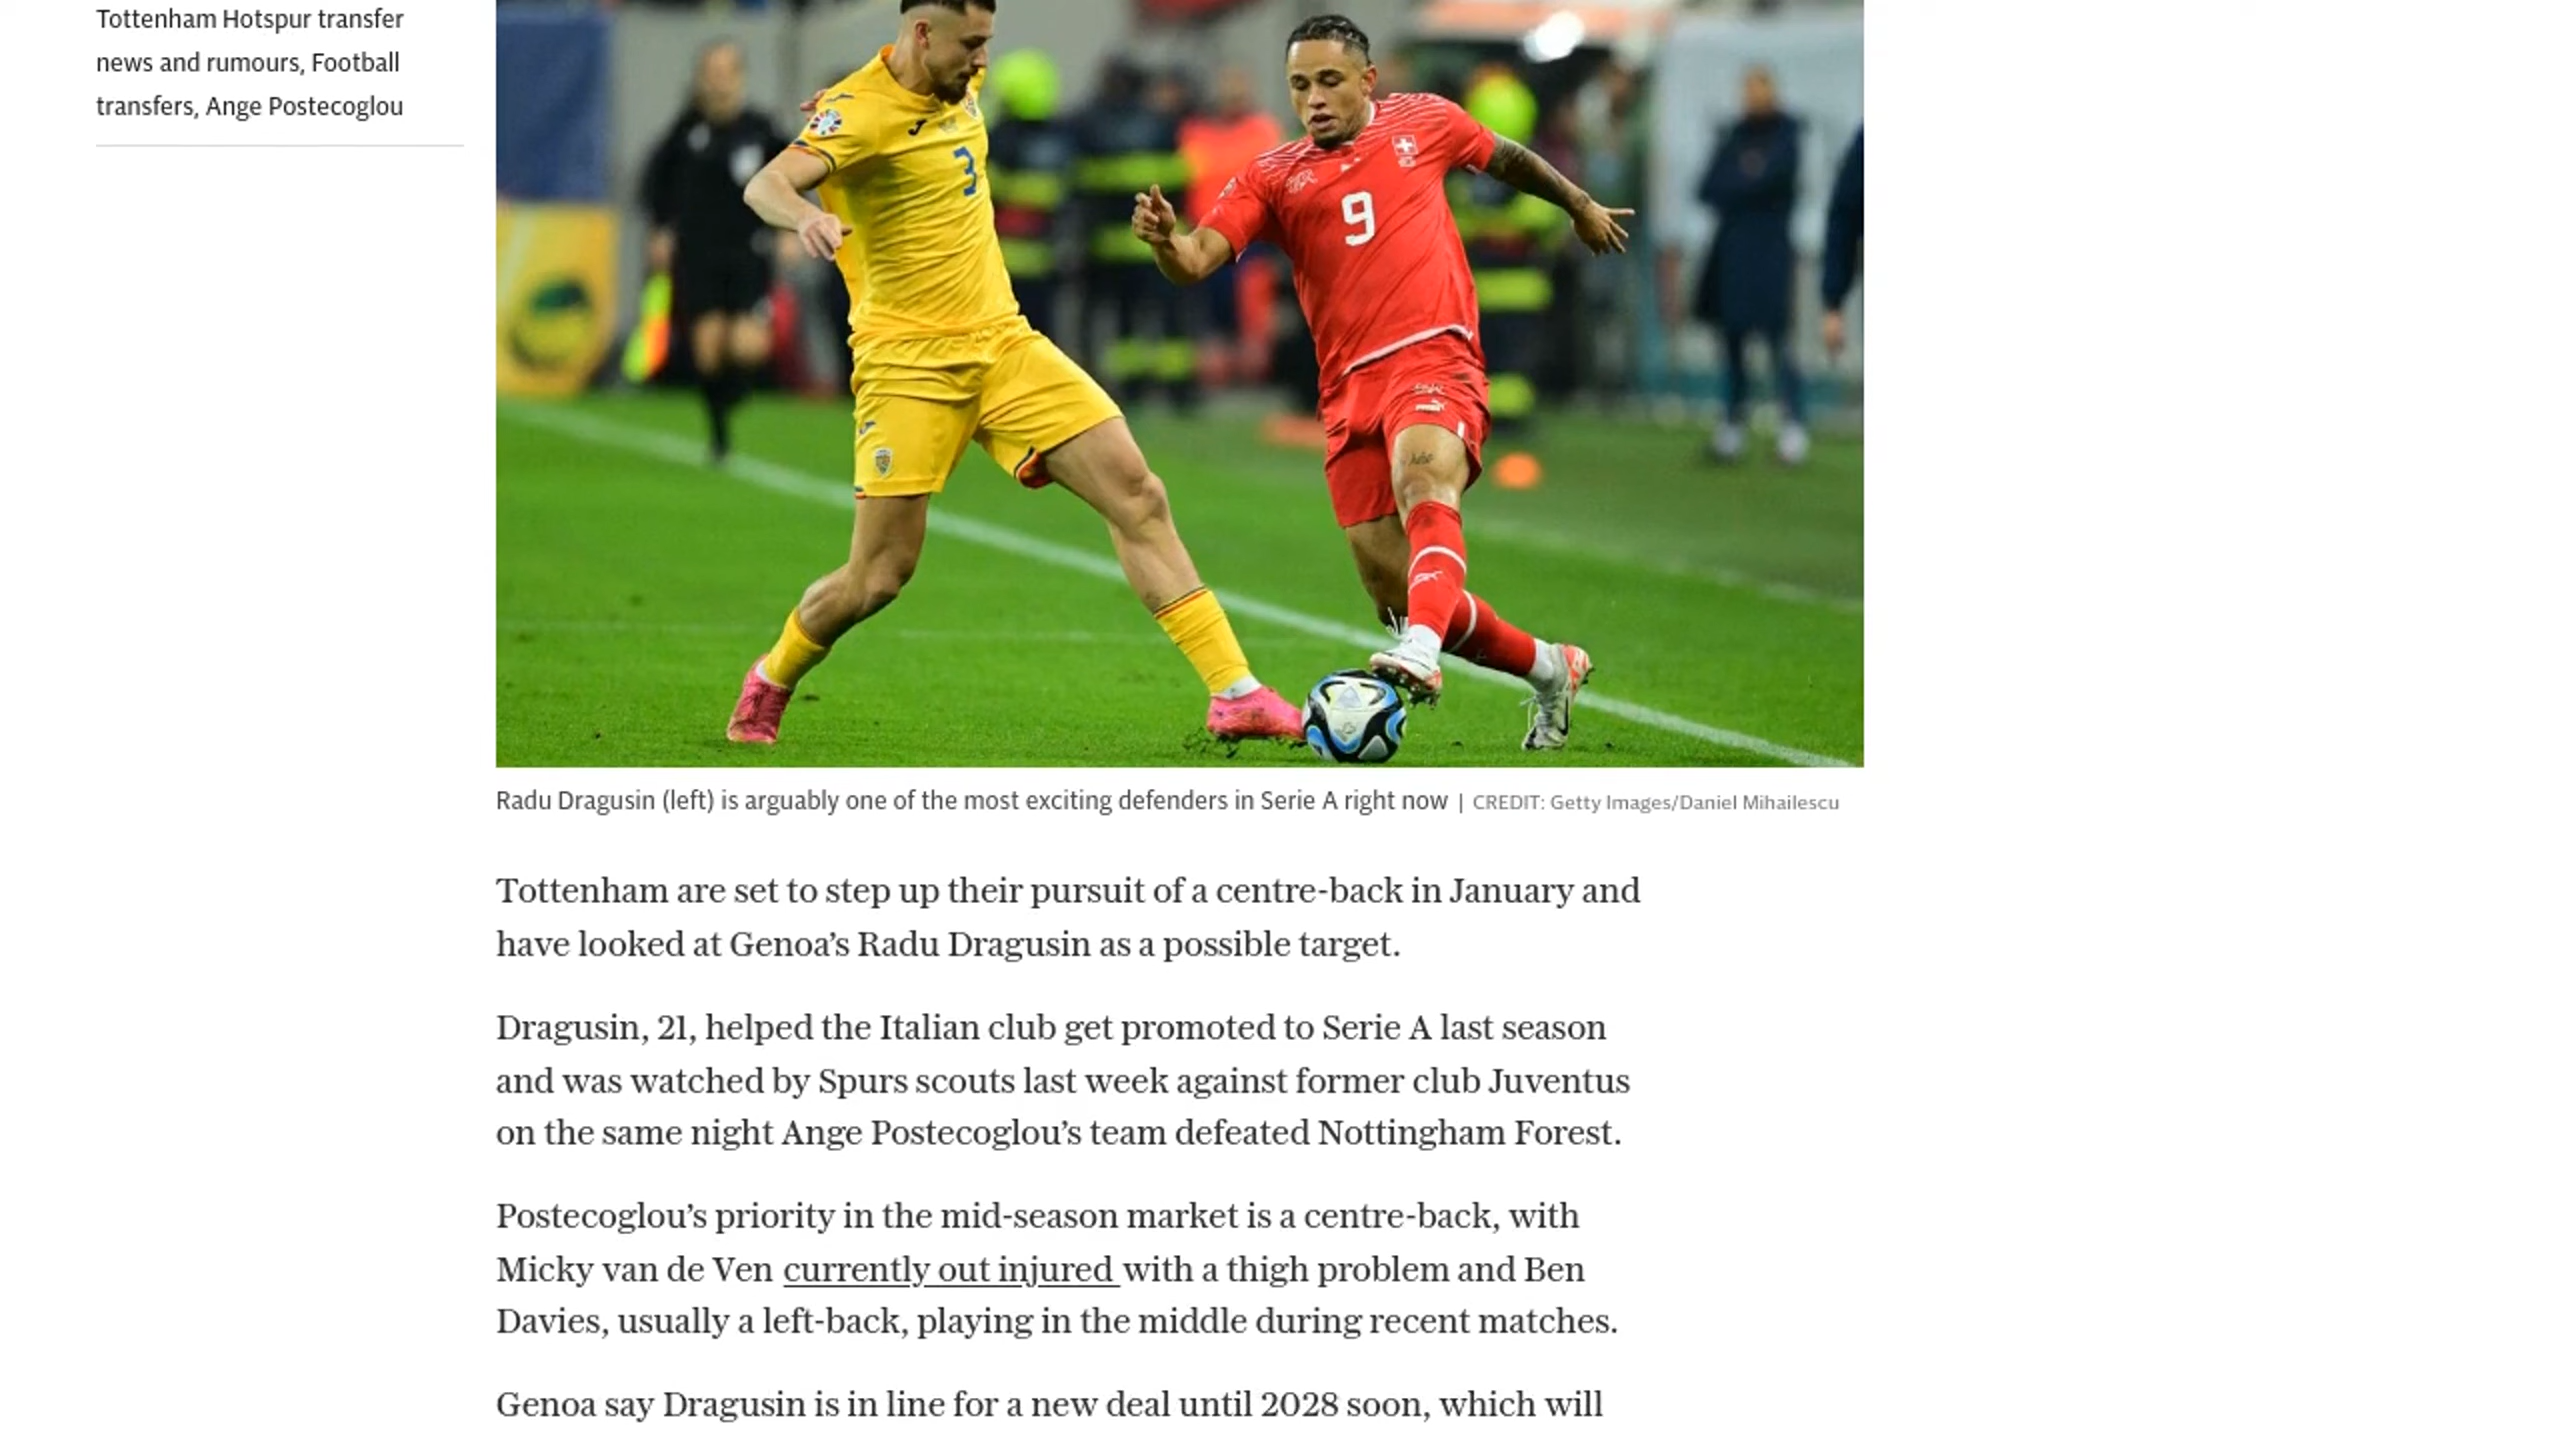 Tottenham Hotspur transfer
news and rumours, Football
transfers, Ange Postecoglou
3
9
Radu Dragusin (left) is arguably one of the most exciting defenders in Serie A right now | CREDIT: Getty Images/Daniel Mihailescu
Tottenham are set to step up their pursuit of a centre-back in January and
have looked at Genoa’s Radu Dragusin as a possible target.
Dragusin, 21, helped the Italian club get promoted to Serie A last season
and was watched by Spurs scouts last week against former club Juventus
on the same night Ange Postecoglou’s team defeated Nottingham Forest.
Postecoglou’s priority in the mid-season market is a centre-back, with
Micky van de Ven currently out injured with a thigh problem and Ben
Davies, usually a left-back, playing in the middle during recent matches.
Genoa say Dragusin is in line for a new deal until 2028 soon, which will